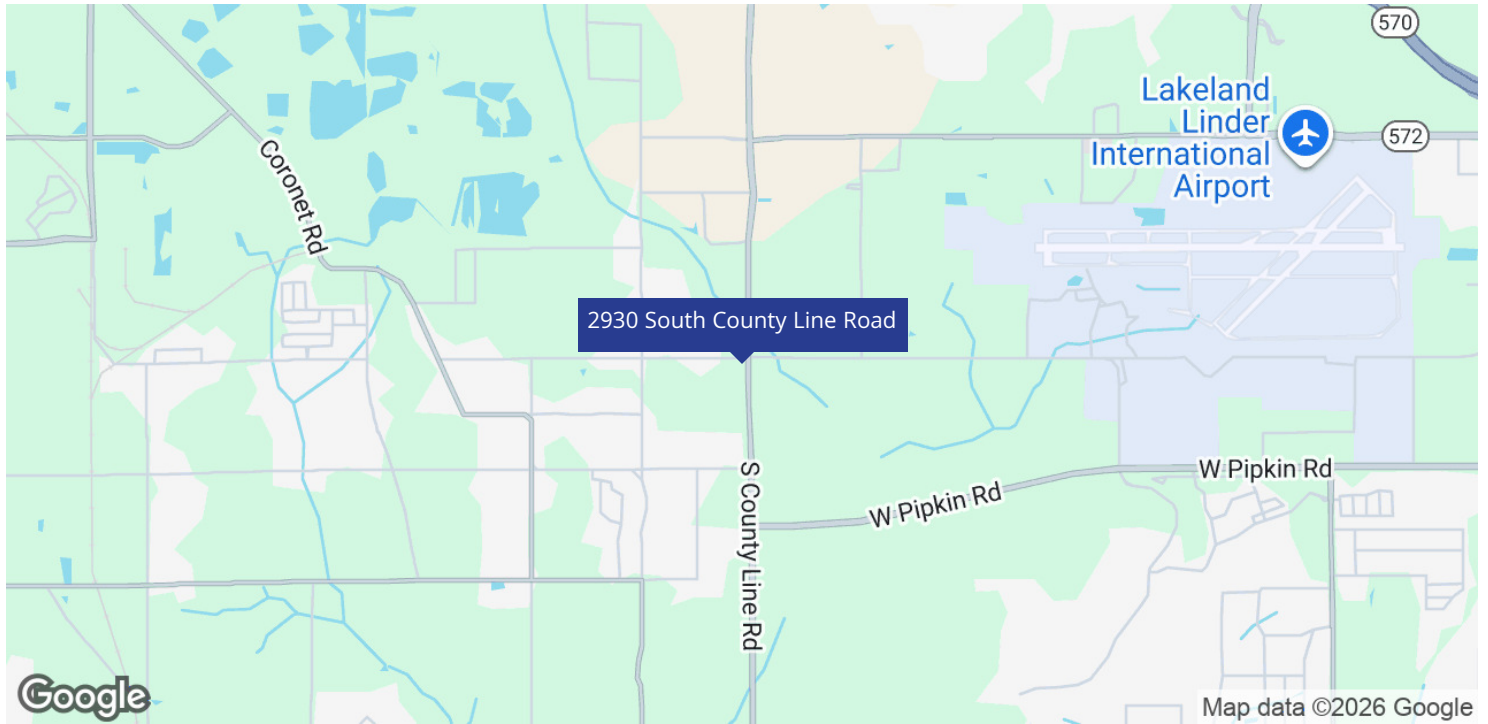 570
Lakeland
Linder
International
Airport
572
Coronet Rd
2930 South County Line Road
W Pipkin Rd
W Pipkin Rd
S County Line Rd
Google
Map data ©2026 Google